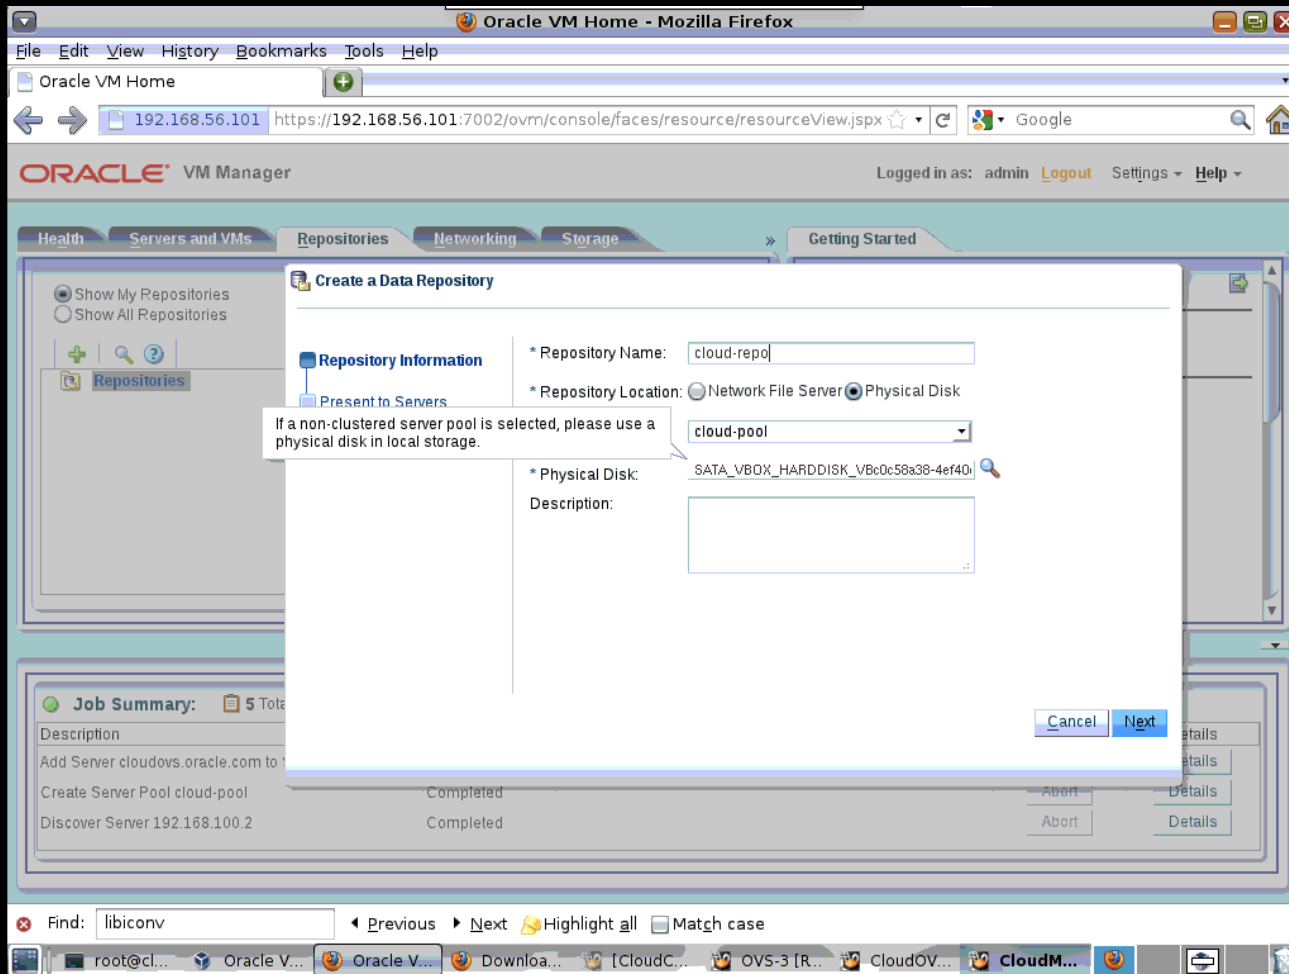 Oracle VM Home - Mozilla Firefox
File Edit View History Bookmarks Tools Help
Oracle VM Home
192.168.56.101 https://192.168.56.101:7002/ovm/console/faces/resource/resourceView.jspx Google
ORACLE VM Manager Logged in as: admin Logout Settings Help
Health Servers and VMs Repositories Networking Storage » Getting Started
Create a Data Repository
Show My Repositories
Show All Repositories
Repositories
Repository Information
Present to Servers
* Repository Name: cloud-repo
* Repository Location: Network File Server Physical Disk
If a non-clustered server pool is selected, please use a
physical disk in local storage.
cloud-pool
* Physical Disk: SATA_VBOX_HARDDISK_VBc0c58a38-4ef40
Description:
Cancel Next
Job Summary: 5 Tota
Description etails
Add Server cloudovs.oracle.com to etails
Create Server Pool cloud-pool Completed Abort Details
Discover Server 192.168.100.2 Completed Abort Details
Find: libiconv Previous Next Highlight all Match case
root@cl... Oracle V... Oracle V... Downloa... [CloudC... OVS-3 [R... CloudOV... CloudM...